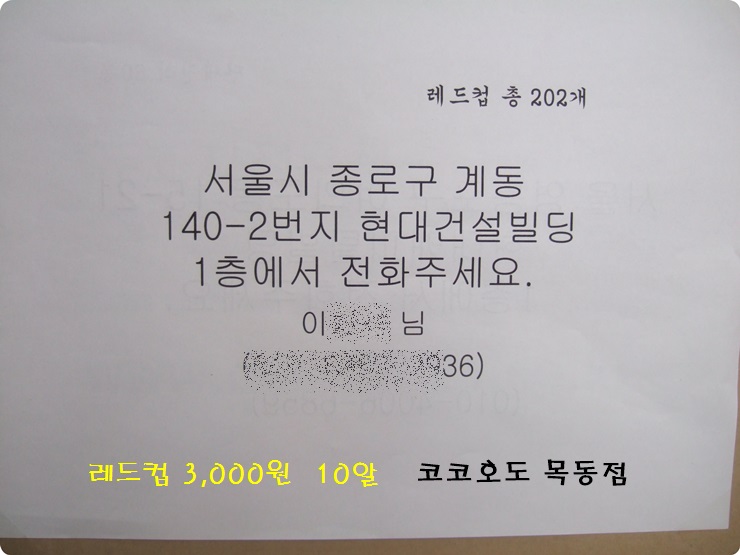 레드컵 총 202개
서울시 종로구 계동
140-2번지 현대건설빌딩
1층에서 전화주세요.
이 님
936)
레드컵 3,000원 10알 코코호도 목동점